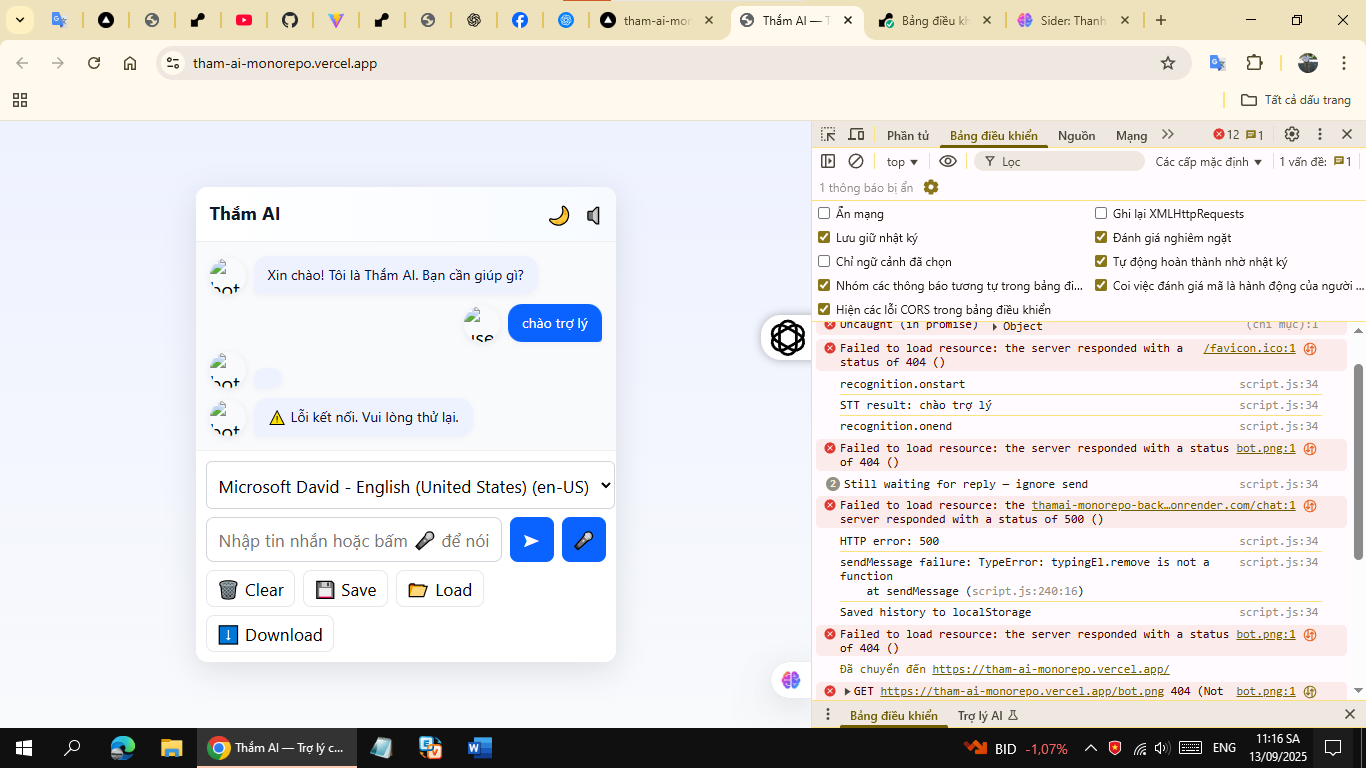 tham-ai-mon
Thắm AI — T
Bảng điều kh
Sider: Thanh
tham-ai-monorepo.vercel.app
Tất cả dấu trang
Phần tử
Bảng điều khiển
Nguồn
Mạng
12
1
top
Lọc
Các cấp mặc định
1 vấn đề:
1
1 thông báo bị ẩn
Ẩn mạng
Ghi lại XMLHttpRequests
Lưu giữ nhật ký
Đánh giá nghiêm ngặt
Chỉ ngữ cảnh đã chọn
Tự động hoàn thành nhờ nhật ký
Nhóm các thông báo tương tự trong bảng đi...
Coi việc đánh giá mã là hành động của người ...
Hiện các lỗi CORS trong bảng điều khiển
Thắm AI
bot
Xin chào! Tôi là Thắm AI. Bạn cần giúp gì?
use
chào trợ lý
bot
bot
⚠️ Lỗi kết nối. Vui lòng thử lại.
Microsoft David - English (United States) (en-US)
Nhập tin nhắn hoặc bấm 🎤 để nói
➤
🗑️ Clear
💾 Save
📂 Load
⬇️ Download
Uncaught (in promise) ▸ Object (chỉ mục):1
Failed to load resource: the server responded with a /favicon.ico:1
status of 404 ()
recognition.onstart script.js:34
STT result: chào trợ lý script.js:34
recognition.onend script.js:34
Failed to load resource: the server responded with a status bot.png:1
of 404 ()
2 Still waiting for reply — ignore send script.js:34
Failed to load resource: the thamai-monorepo-back…onrender.com/chat:1
server responded with a status of 500 ()
HTTP error: 500 script.js:34
sendMessage failure: TypeError: typingEl.remove is not a script.js:34
function
at sendMessage (script.js:240:16)
Saved history to localStorage script.js:34
Failed to load resource: the server responded with a status bot.png:1
of 404 ()
Đã chuyển đến https://tham-ai-monorepo.vercel.app/
▸ GET https://tham-ai-monorepo.vercel.app/bot.png 404 (Not bot.png:1
Bảng điều khiển
Trợ lý AI
Thắm AI — Trợ lý c...
BID -1,07%
ENG
11:16 SA
13/09/2025